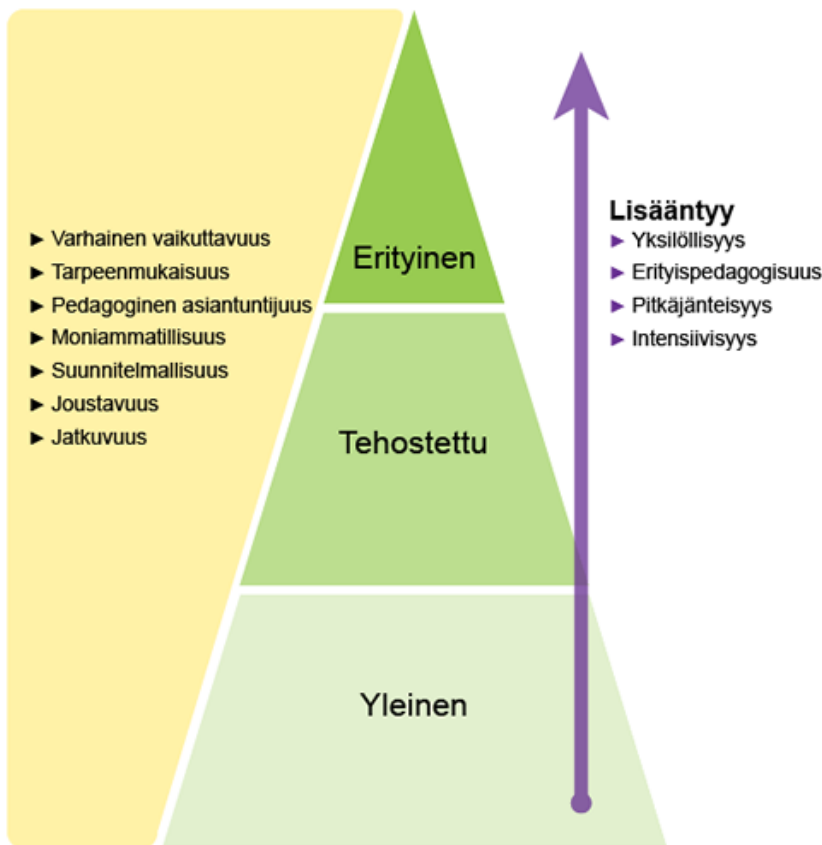 ► Varhainen vaikuttavuus
► Tarpeenmukaisuus
► Pedagoginen asiantuntijuus
► Moniammatillisuus
► Suunnitelmallisuus
► Joustavuus
► Jatkuvuus
Erityinen
Tehostettu
Yleinen
Lisääntyy
► Yksilöllisyys
► Erityispedagogisuus
► Pitkäjänteisyys
► Intensiivisyys